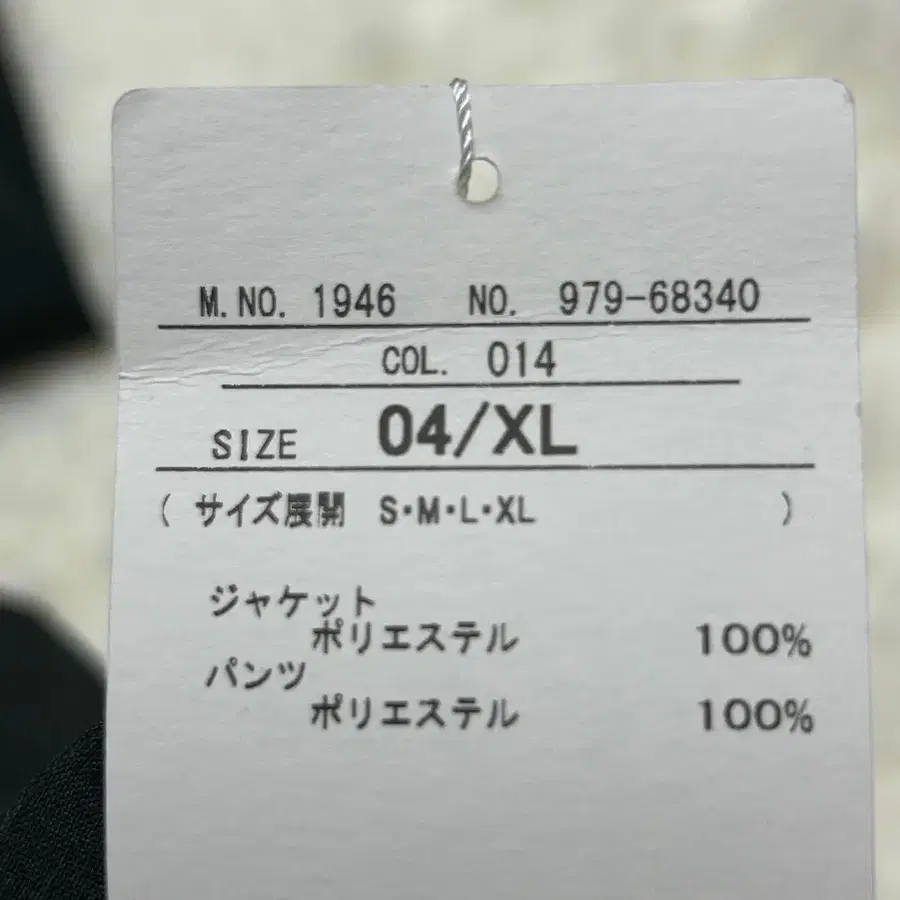 M.NO. 1946 NO. 979-68340
COL. 014
SIZE 04/XL
( サイズ展開 S・M・L・XL )
ジャケット
ポリエステル 100%
パンツ
ポリエステル 100%